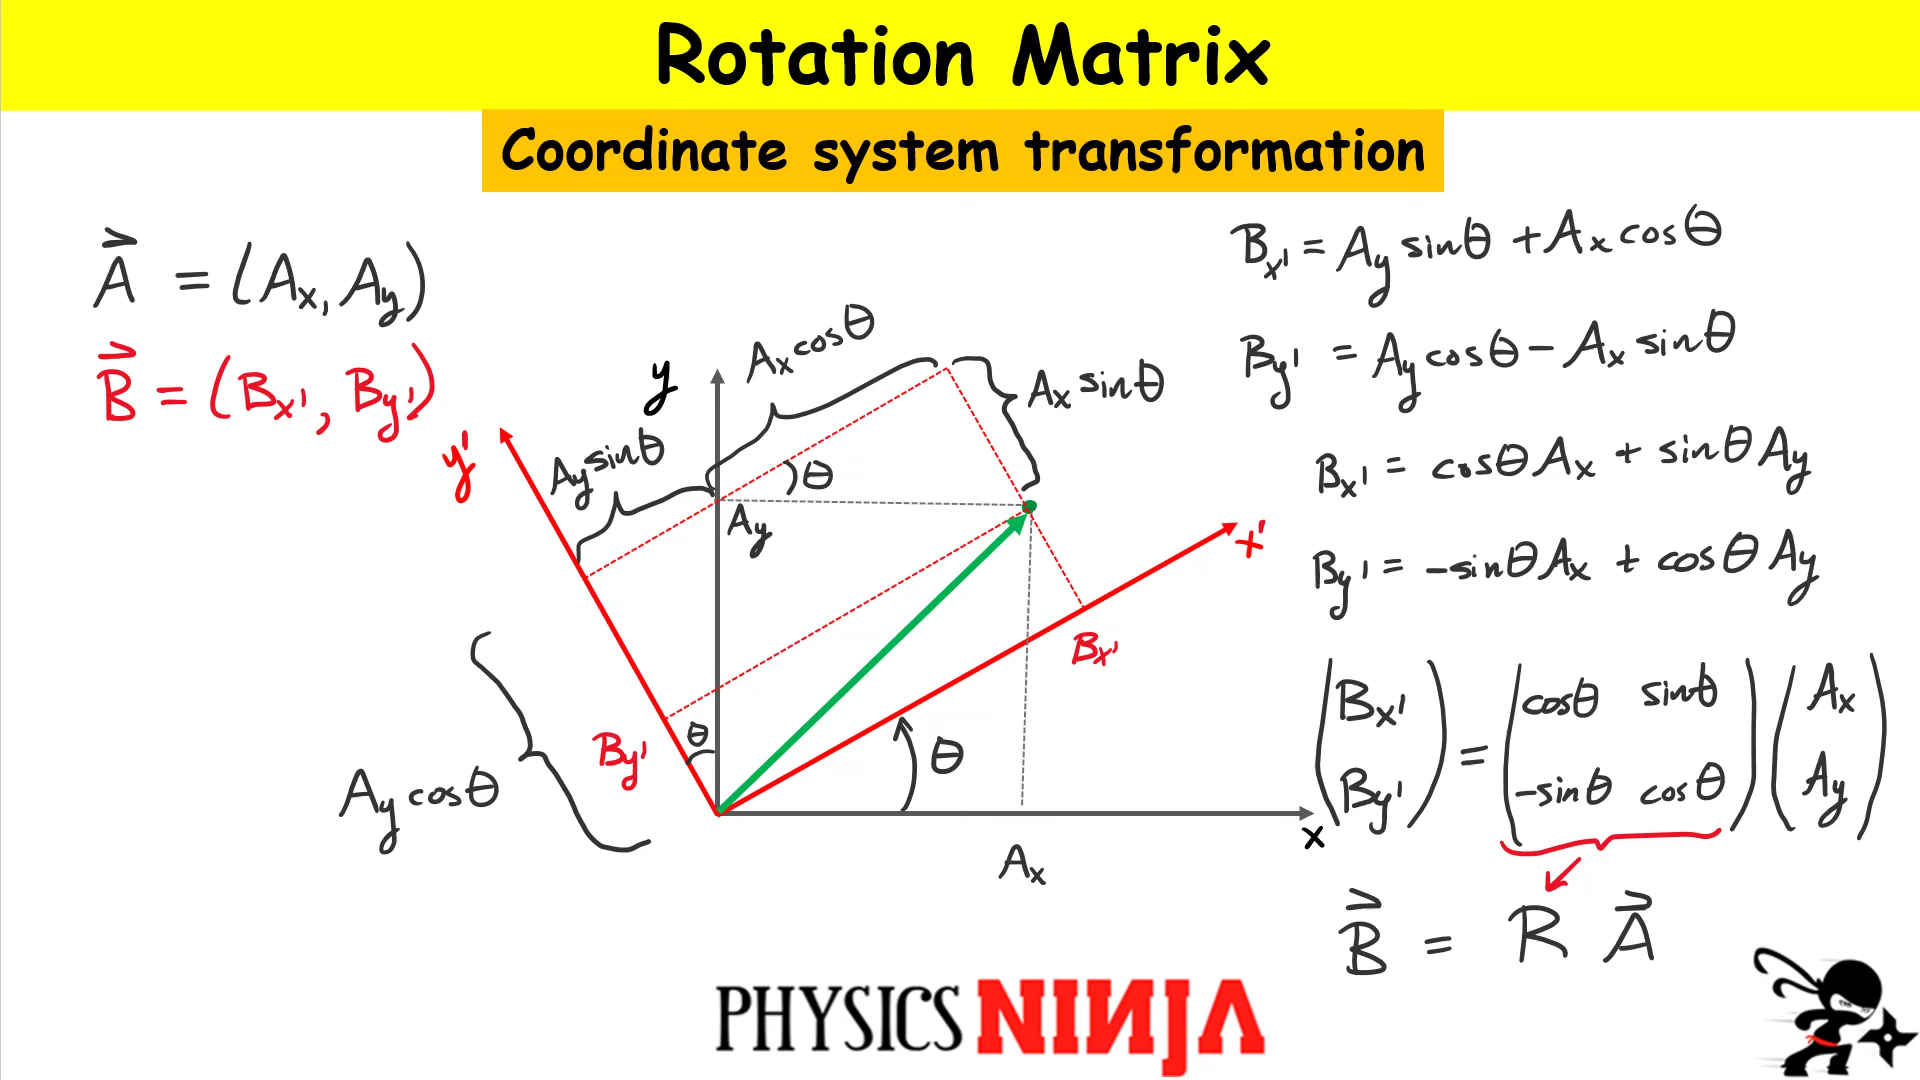 Rotation Matrix
Coordinate system transformation
A⃗ = (Ax, Ay)
B⃗ = (Bx', By')
y
y'
x
x'
Ax cosθ
Ax sinθ
Ay sinθ
θ
Ay
Bx'
θ
By'
θ
Ay cosθ
Ax
Bx' = Ay sinθ + Ax cosθ
By' = Ay cosθ - Ax sinθ
Bx' = cosθ Ax + sinθ Ay
By' = -sinθ Ax + cosθ Ay
(Bx') = (cosθ sinθ) (Ax)
(By') (-sinθ cosθ) (Ay)
B⃗ = R A⃗
PHYSICS NINJA